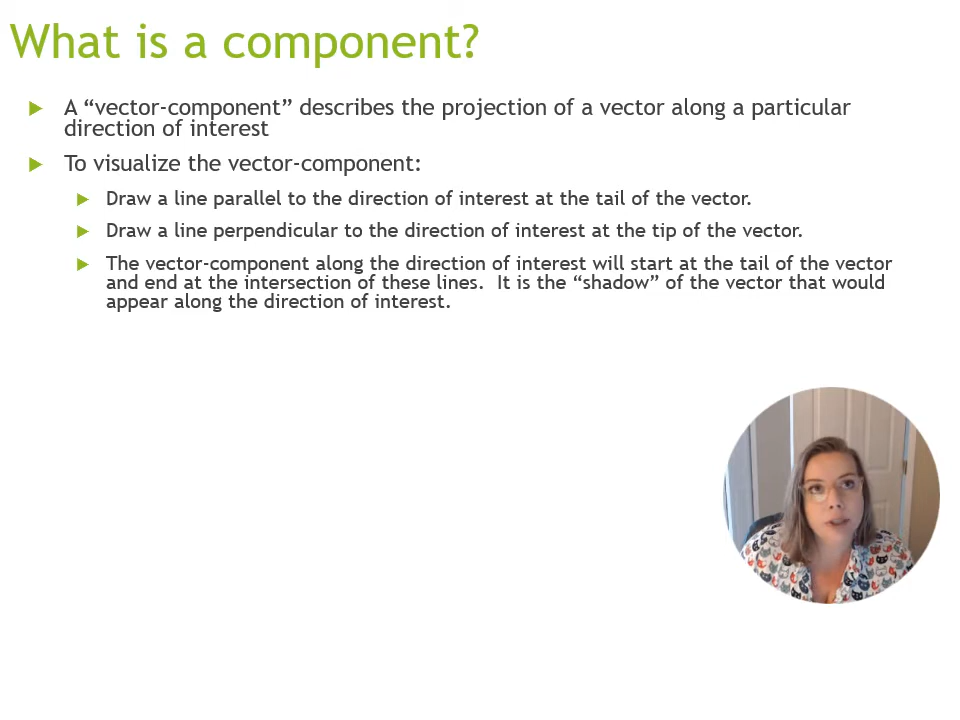 What is a component?
A “vector-component” describes the projection of a vector along a particular
direction of interest
To visualize the vector-component:
Draw a line parallel to the direction of interest at the tail of the vector.
Draw a line perpendicular to the direction of interest at the tip of the vector.
The vector-component along the direction of interest will start at the tail of the vector
and end at the intersection of these lines.  It is the “shadow” of the vector that would
appear along the direction of interest.